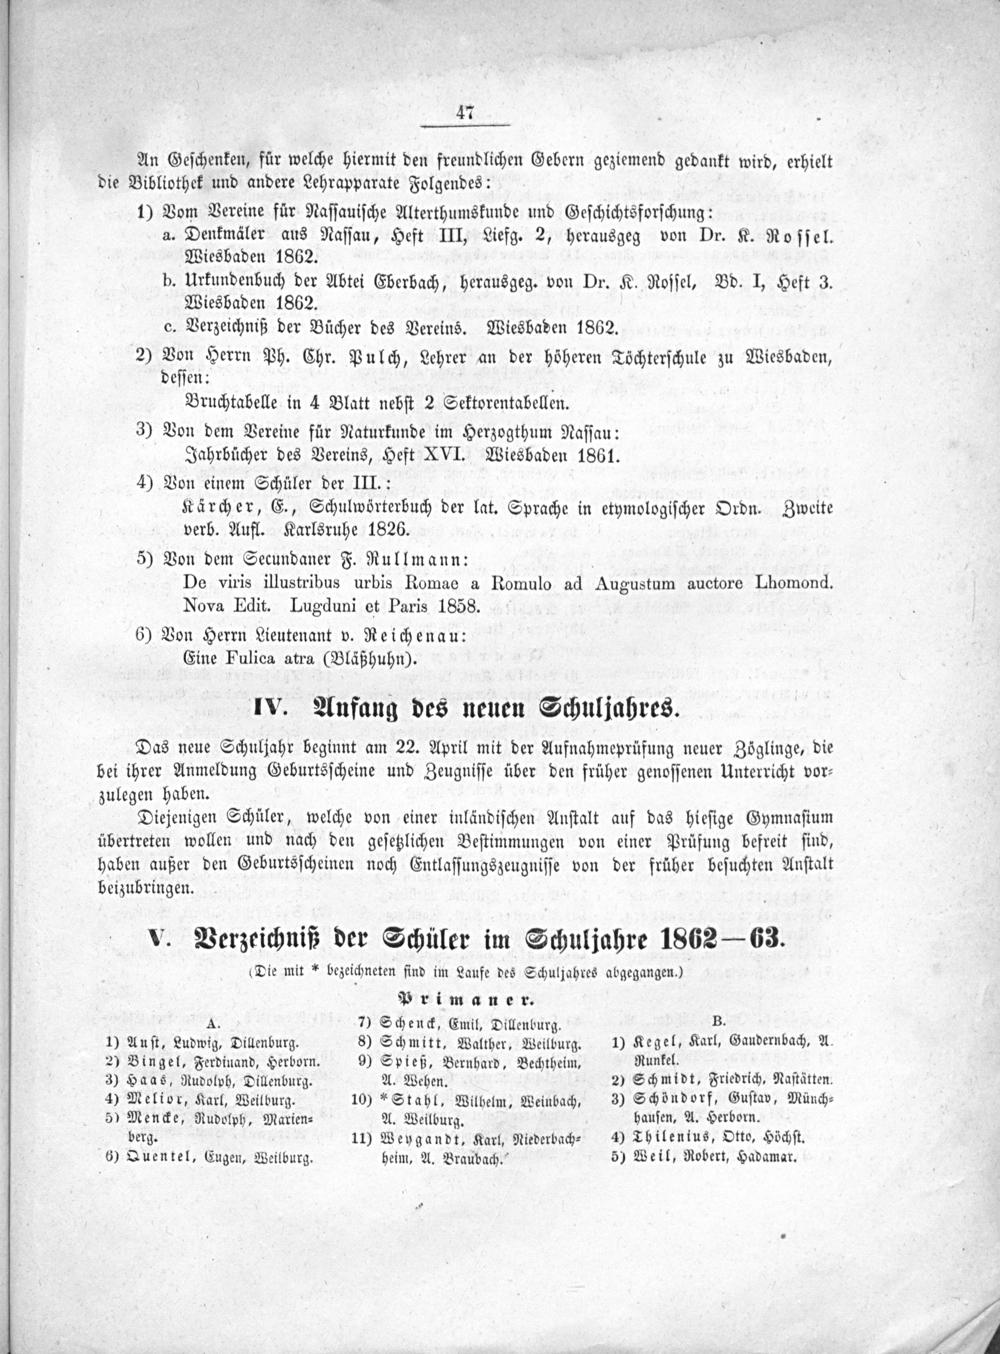 47
An Geschenken, für welche hiermit den freundlichen Gebern geziemend gedankt wird, erhielt
die Bibliothek und andere Lehrapparate Folgendes:
1) Vom Vereine für Nassauische Alterthumskunde und Geschichtsforschung:
a. Denkmäler aus Nassau, Heft III, Liefg. 2, herausgeg von Dr. K. Rossel.
Wiesbaden 1862.
b. Urkundenbuch der Abtei Eberbach, herausgeg. von Dr. K. Rossel, Bd. I, Heft 3.
Wiesbaden 1862.
c. Verzeichniß der Bücher des Vereins. Wiesbaden 1862.
2) Von Herrn Ph. Chr. Pulch, Lehrer an der höheren Töchterschule zu Wiesbaden,
dessen:
Bruchtabelle in 4 Blatt nebst 2 Sektorentabellen.
3) Von dem Vereine für Naturkunde im Herzogthum Nassau:
Jahrbücher des Vereins, Heft XVI. Wiesbaden 1861.
4) Von einem Schüler der III.:
Kärcher, E., Schulwörterbuch der lat. Sprache in etymologischer Ordn. Zweite
verb. Aufl. Karlsruhe 1826.
5) Von dem Secundaner F. Rullmann:
De viris illustribus urbis Romae a Romulo ad Augustum auctore Lhomond.
Nova Edit. Lugduni et Paris 1858.
6) Von Herrn Lieutenant v. Reichenau:
Eine Fulica atra (Bläßhuhn).
IV. Anfang des neuen Schuljahres.
Das neue Schuljahr beginnt am 22. April mit der Aufnahmeprüfung neuer Zöglinge, die
bei ihrer Anmeldung Geburtsscheine und Zeugnisse über den früher genossenen Unterricht vor-
zulegen haben.
Diejenigen Schüler, welche von einer inländischen Anstalt auf das hiesige Gymnasium
übertreten wollen und nach den gesetzlichen Bestimmungen von einer Prüfung befreit sind,
haben außer den Geburtsscheinen noch Entlassungszeugnisse von der früher besuchten Anstalt
beizubringen.
V. Verzeichniß der Schüler im Schuljahre 1862—63.
(Die mit * bezeichneten sind im Laufe des Schuljahres abgegangen.)
Primaner.
A.
1) Aust, Ludwig, Dillenburg.
2) Bingel, Ferdinand, Herborn.
3) Haas, Rudolph, Dillenburg.
4) Melior, Karl, Weilburg.
5) Mencke, Rudolph, Marien-
berg.
6) Quentel, Eugen, Weilburg.
7) Schenck, Emil, Dillenburg.
8) Schmitt, Walther, Weilburg.
9) Spieß, Bernhard, Bechtheim,
A. Wehen.
10) *Stahl, Wilhelm, Weinbach,
A. Weilburg.
11) Weygandt, Karl, Niederbach-
heim, A. Braubach.
B.
1) Kegel, Karl, Gaudernbach, A.
Runkel.
2) Schmidt, Friedrich, Nastätten.
3) Schöndorf, Gustav, Münch-
hausen, A. Herborn.
4) Thilenius, Otto, Höchst.
5) Weil, Robert, Hadamar.